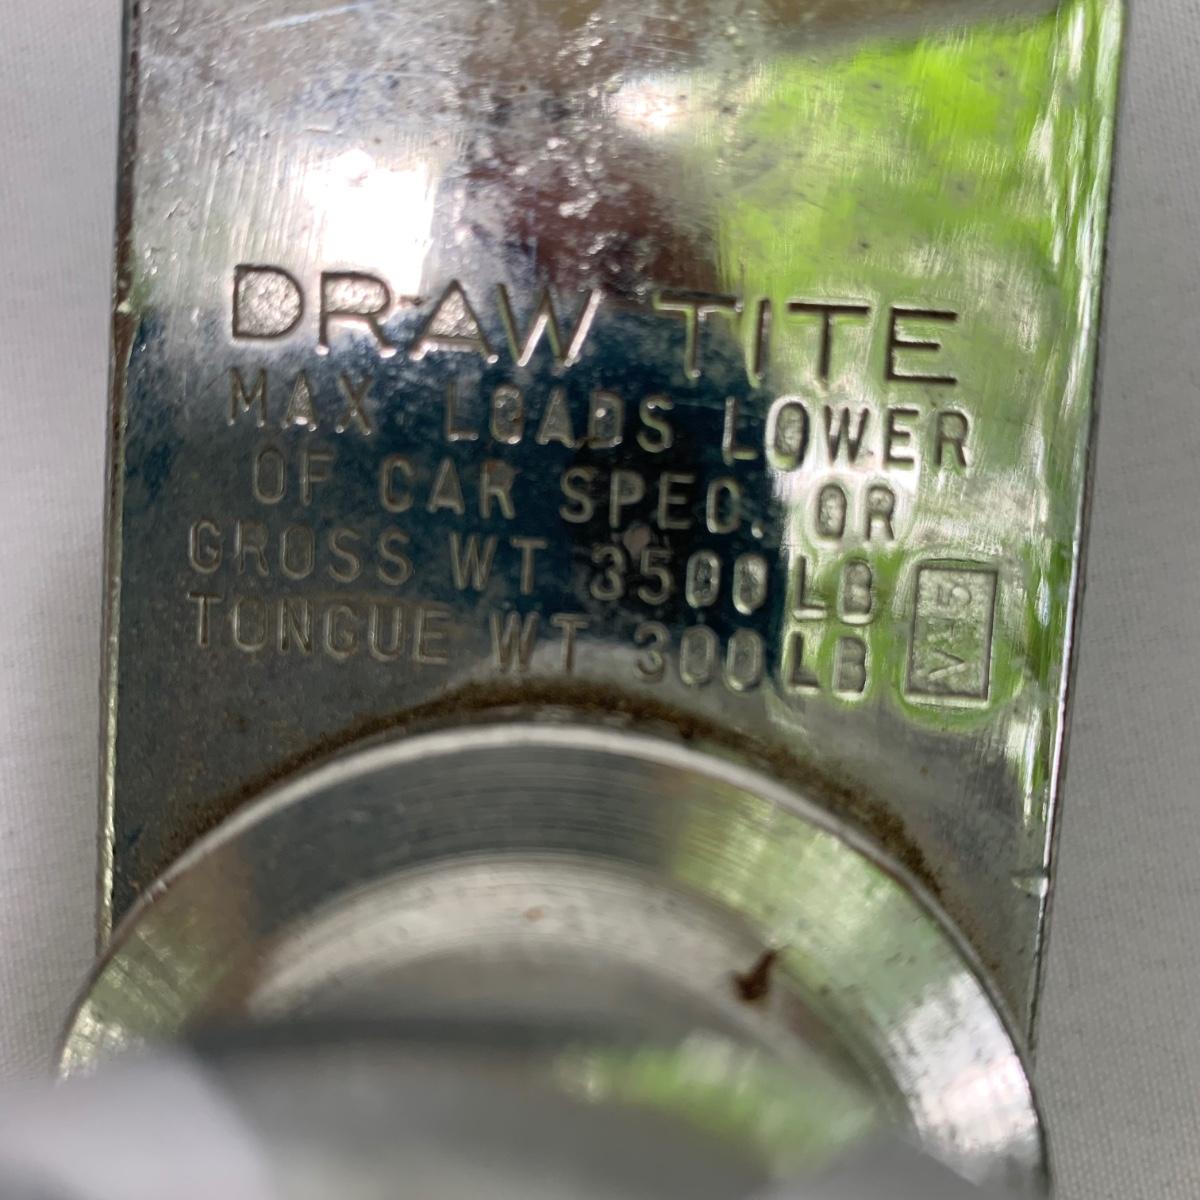 DRAW TITE
MAX LOADS LOWER
OF CAR SPEC. OR
GROSS WT 3500 LB
TONGUE WT 300 LB